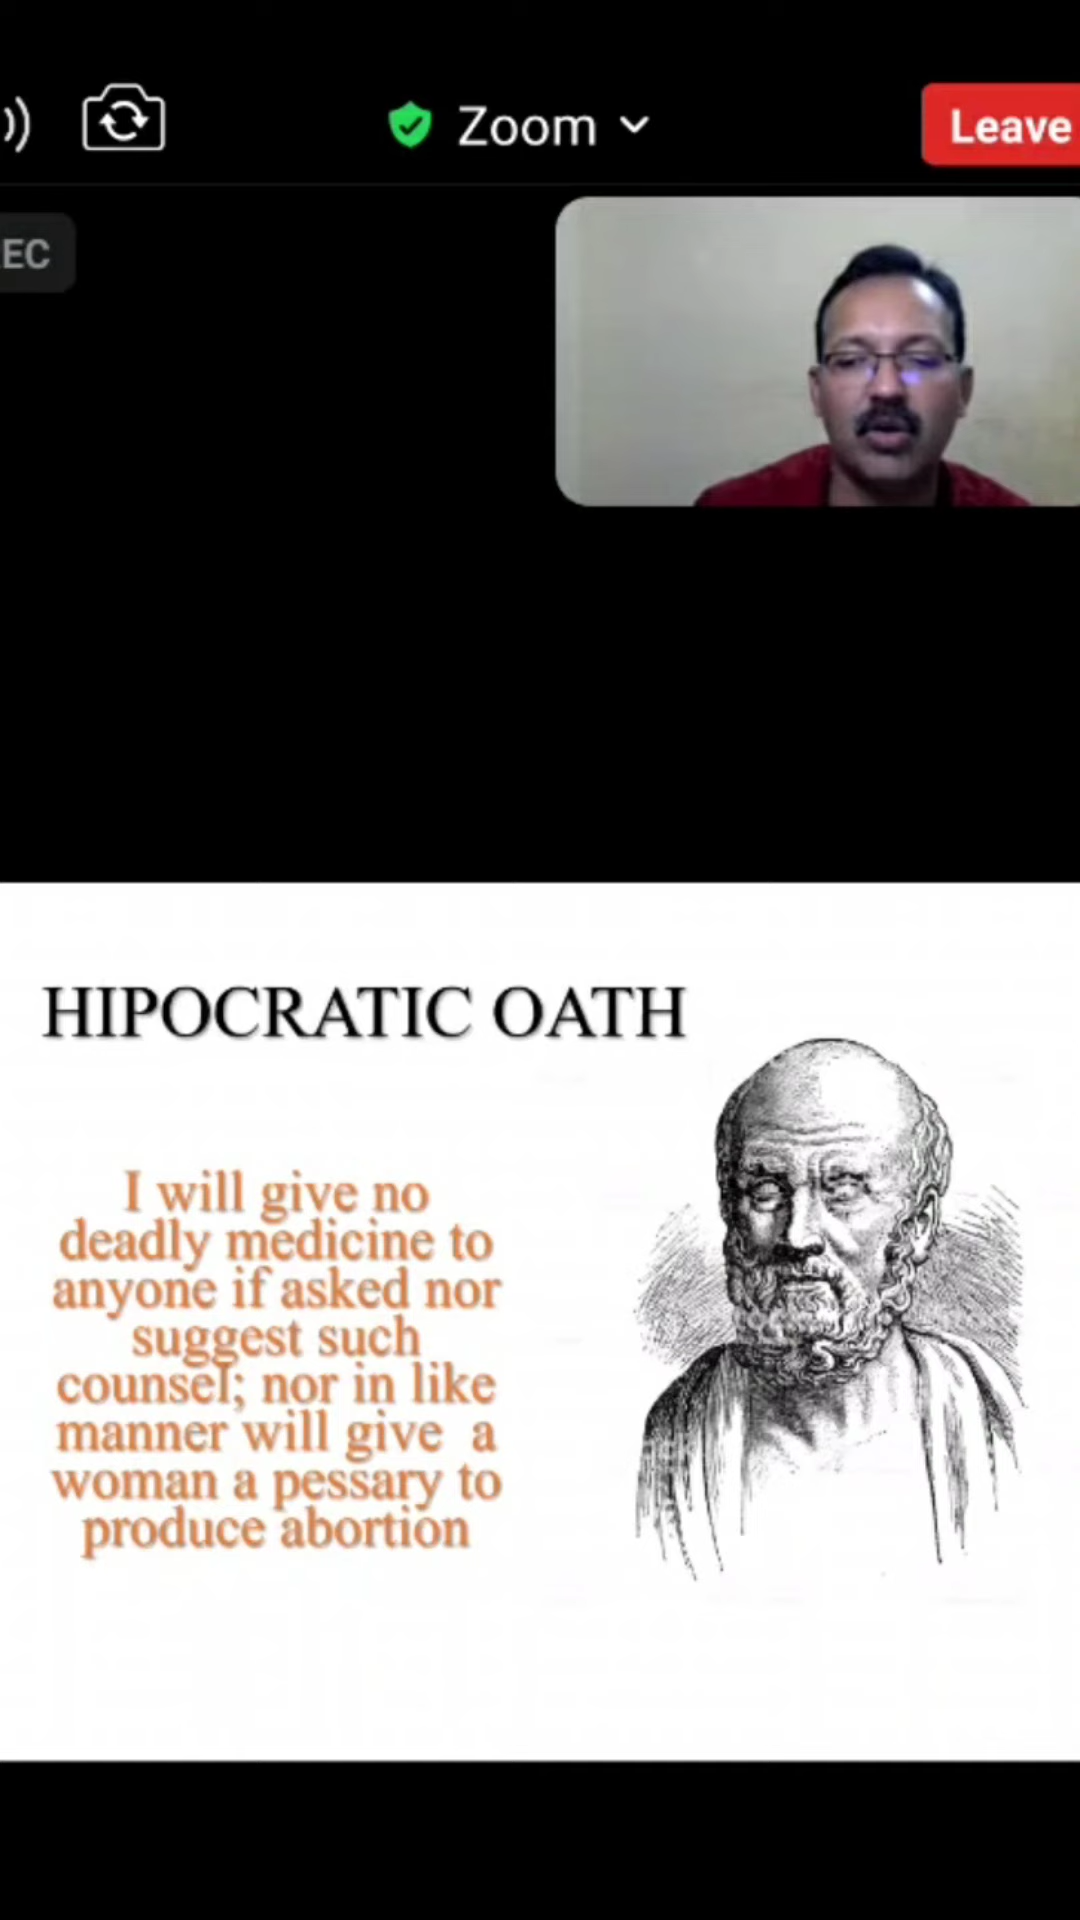 Zoom
Leave
EC
HIPOCRATIC OATH
I will give no
deadly medicine to
anyone if asked nor
suggest such
counsel; nor in like
manner will give a
woman a pessary to
produce abortion